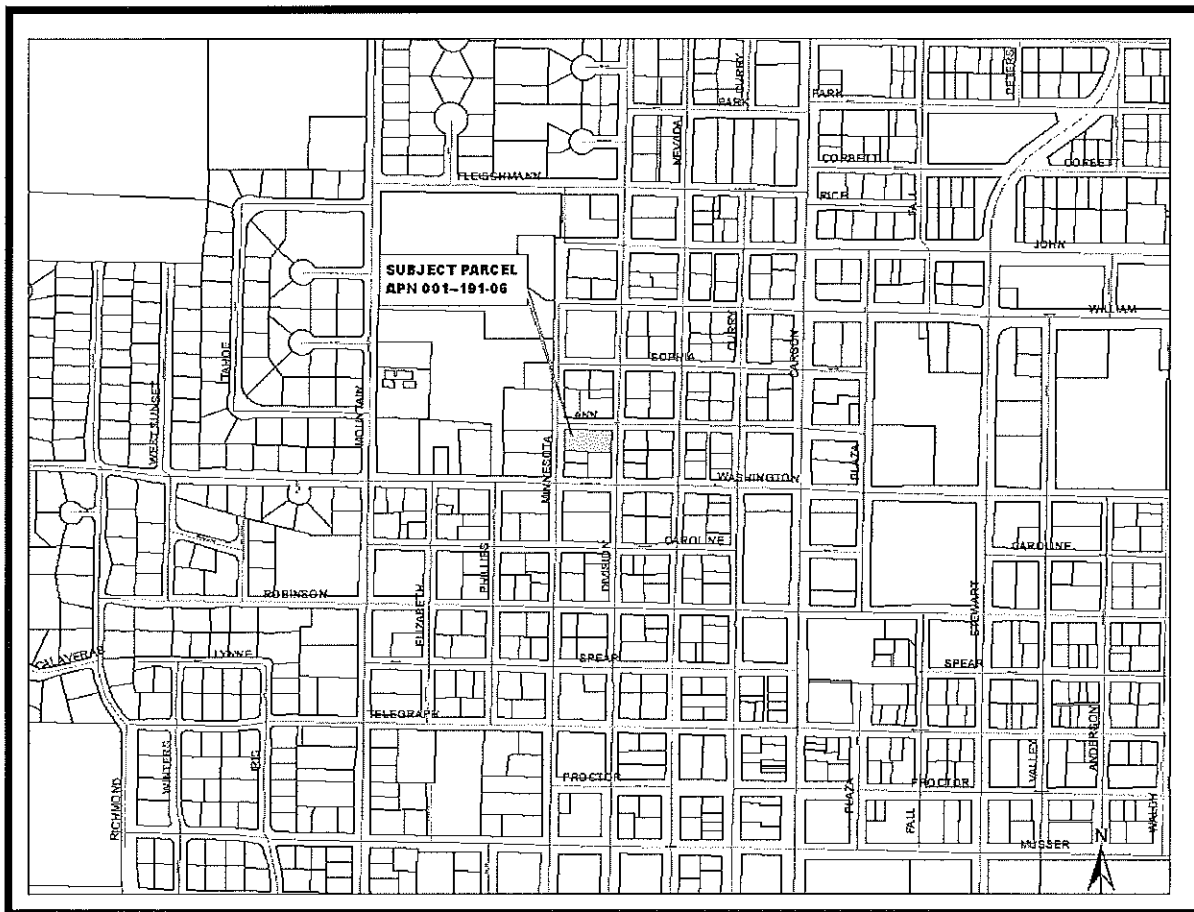 PETERS
CURRY
PARK
PARK
NEVADA
CORBETT
CORBETT
FLEISCHMANN
RICE
FALL
JOHN
SUBJECT PARCEL
APN 001-191-06
WILLIAM
CURRY
SOPHIA
CARSON
TAHOE
WEST SUNSET
MOUNTAIN
ANN
MINNESOTA
PLAZA
WASHINGTON
CAROLINE
CAROLINE
PHILLIPS
DIVISION
ROBINSON
ELIZABETH
STEWART
CALAVERAS
LYNNE
SPEAR
SPEAR
TELEGRAPH
ANDERSON
WINTERS
IRIS
PROCTOR
VALLEY
PROCTOR
RICHMOND
PLAZA
FALL
WALSH
N
MUSSER